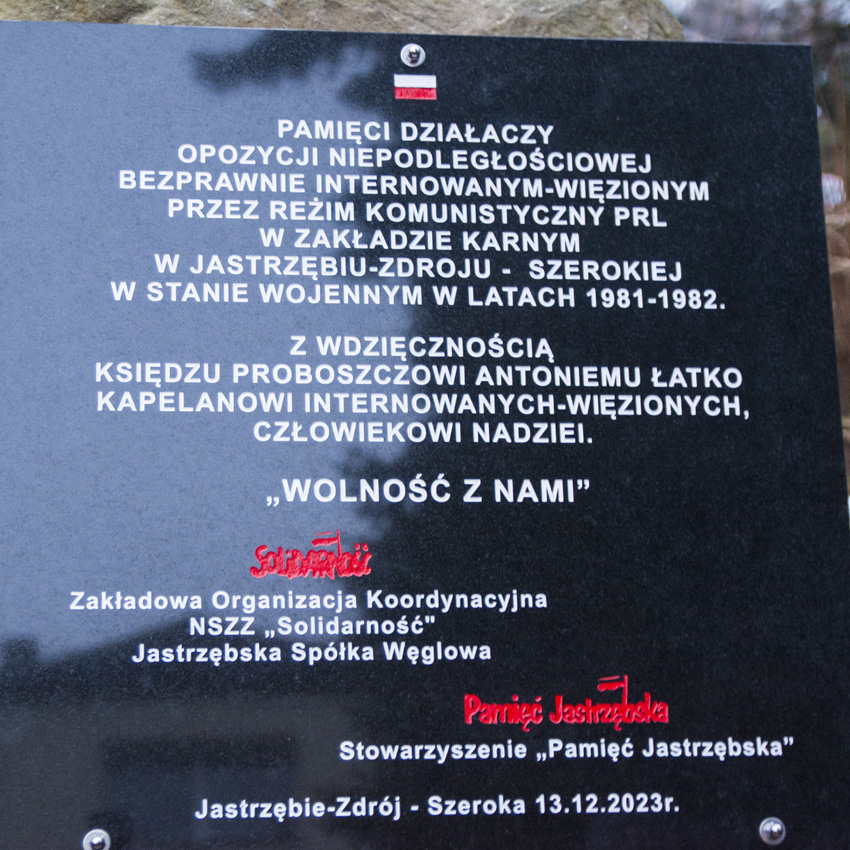 PAMIĘCI DZIAŁACZY
OPOZYCJI NIEPODLEGŁOŚCIOWEJ
BEZPRAWNIE INTERNOWANYM-WIĘZIONYM
PRZEZ REŻIM KOMUNISTYCZNY PRL
W ZAKŁADZIE KARNYM
W JASTRZĘBIU-ZDROJU - SZEROKIEJ
W STANIE WOJENNYM W LATACH 1981-1982.
Z WDZIĘCZNOŚCIĄ
KSIĘDZU PROBOSZCZOWI ANTONIEMU ŁATKO
KAPELANOWI INTERNOWANYCH-WIĘZIONYCH,
CZŁOWIEKOWI NADZIEI.
„WOLNOŚĆ Z NAMI”
Solidarność
Zakładowa Organizacja Koordynacyjna
NSZZ „Solidarność"
Jastrzębska Spółka Węglowa
Pamięć Jastrzębska
Stowarzyszenie „Pamięć Jastrzębska”
Jastrzębie-Zdrój - Szeroka 13.12.2023r.